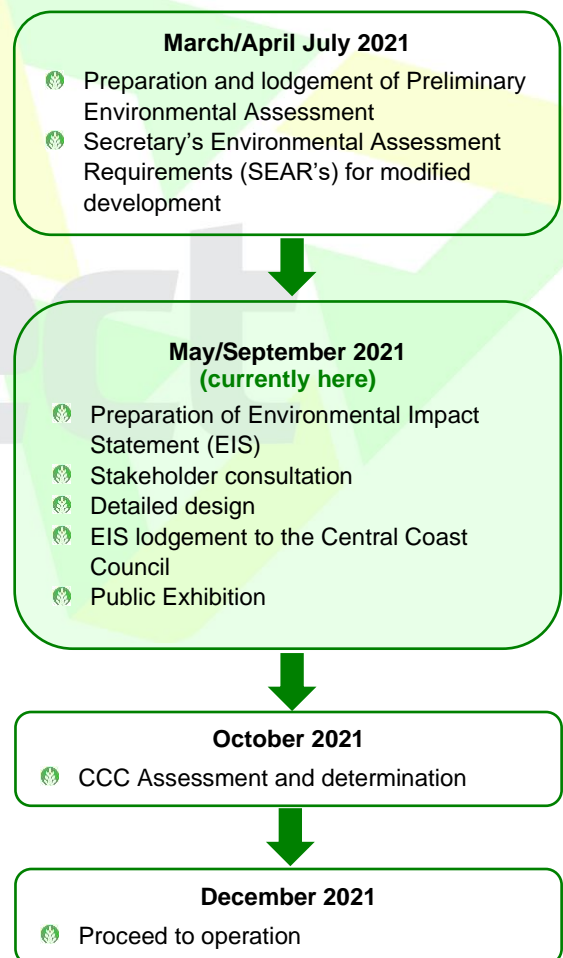 March/April July 2021
Preparation and lodgement of Preliminary
Environmental Assessment
Secretary's Environmental Assessment
Requirements (SEAR's) for modified
development
May/September 2021
(currently here)
Preparation of Environmental Impact
Statement (EIS)
Stakeholder consultation
Detailed design
EIS lodgement to the Central Coast
Council
Public Exhibition
October 2021
CCC Assessment and determination
December 2021
Proceed to operation